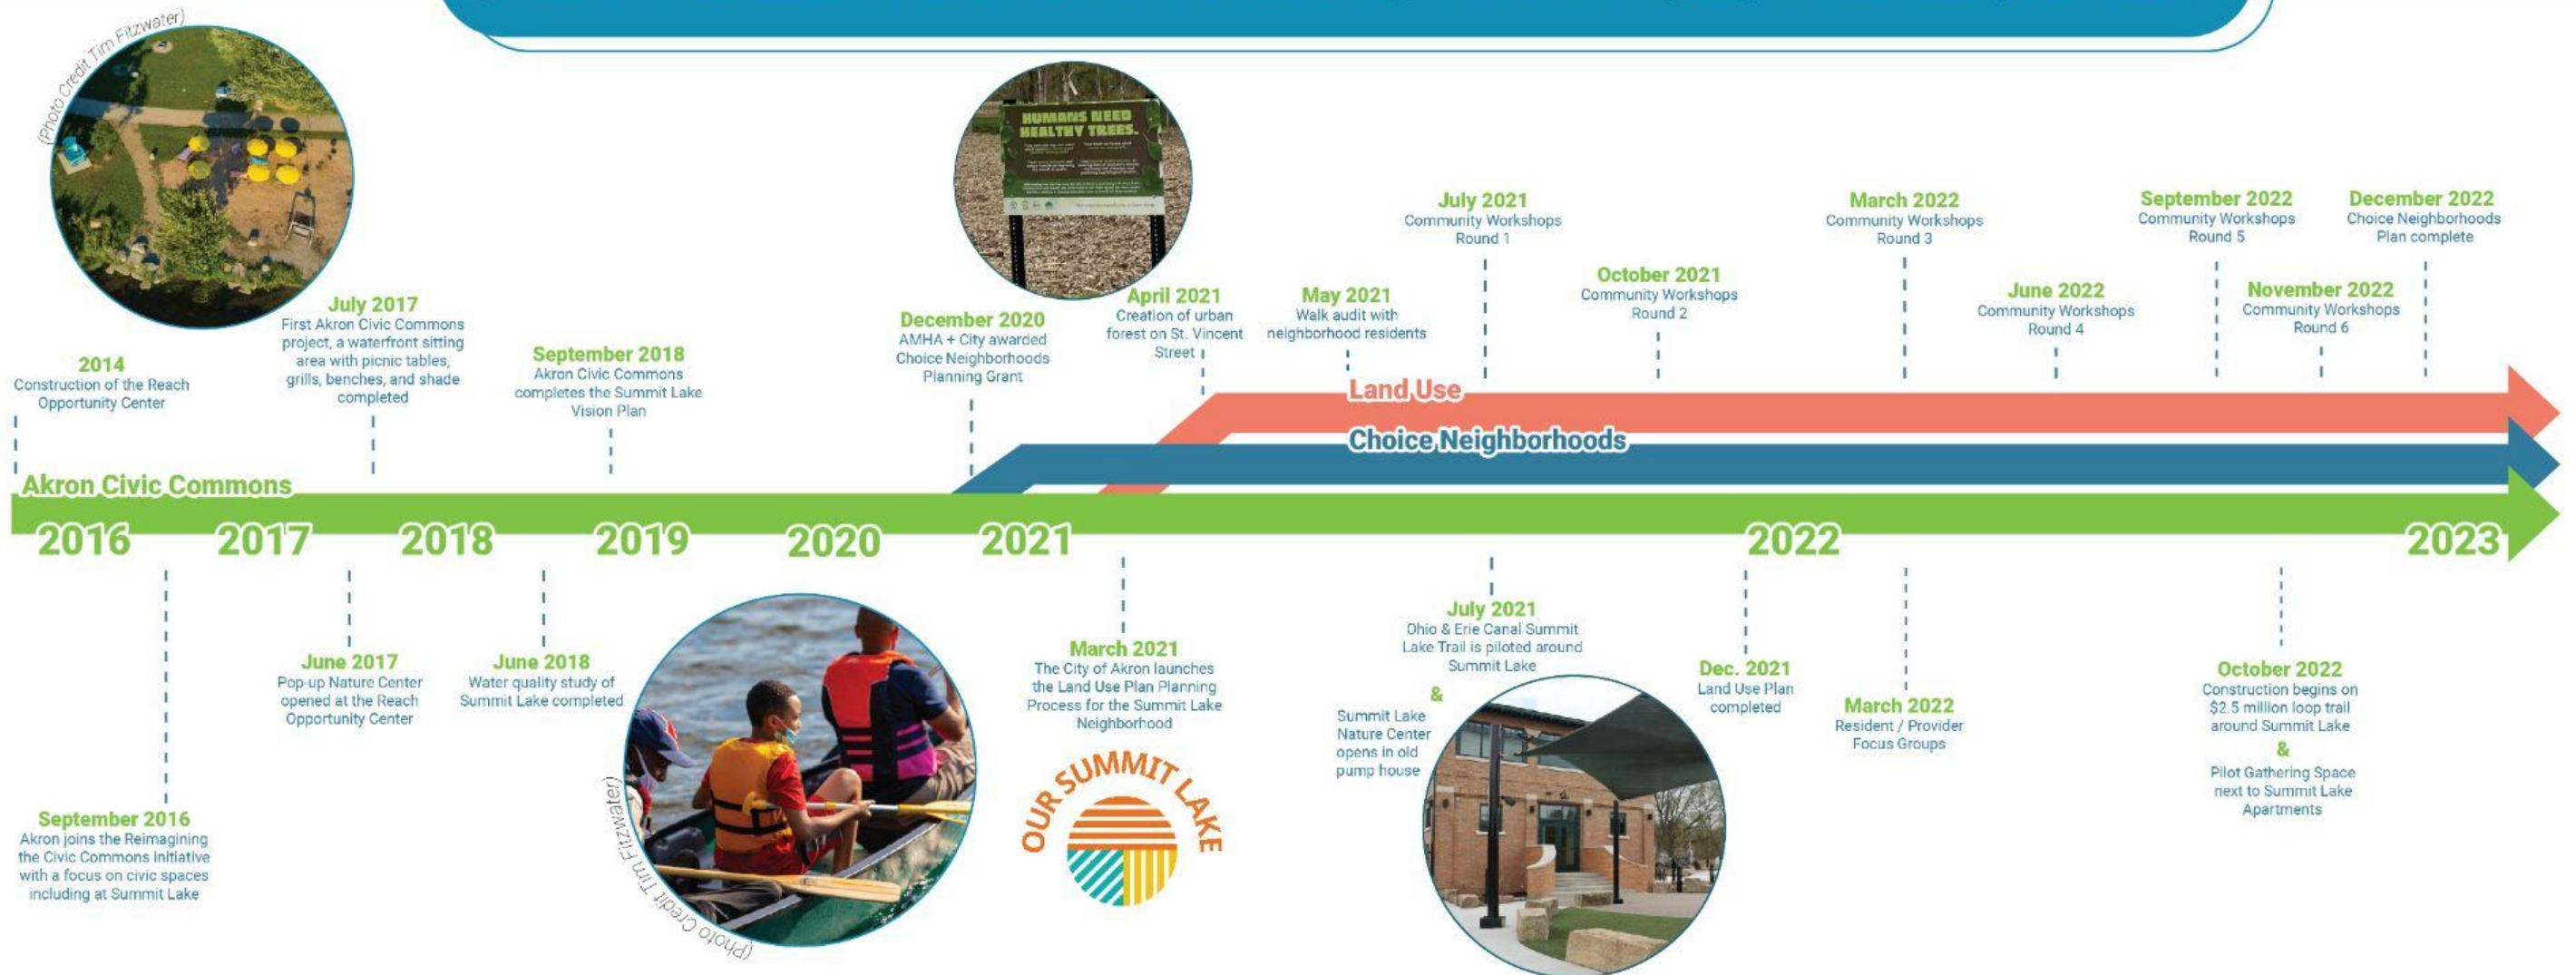 (Photo Credit Tim Fitzwater)
HUMANS NEED
HEALTHY TREES.
2014
Construction of the Reach
Opportunity Center
July 2017
First Akron Civic Commons
project, a waterfront sitting
area with picnic tables,
grills, benches, and shade
completed
September 2018
Akron Civic Commons
completes the Summit Lake
Vision Plan
December 2020
AMHA + City awarded
Choice Neighborhoods
Planning Grant
April 2021
Creation of urban
forest on St. Vincent
Street
May 2021
Walk audit with
neighborhood residents
July 2021
Community Workshops
Round 1
October 2021
Community Workshops
Round 2
March 2022
Community Workshops
Round 3
June 2022
Community Workshops
Round 4
September 2022
Community Workshops
Round 5
November 2022
Community Workshops
Round 6
December 2022
Choice Neighborhoods
Plan complete
Land Use
Choice Neighborhoods
Akron Civic Commons
2016
2017
2018
2019
2020
2021
2022
2023
September 2016
Akron joins the Reimagining
the Civic Commons Initiative
with a focus on civic spaces
including at Summit Lake
June 2017
Pop-up Nature Center
opened at the Reach
Opportunity Center
June 2018
Water quality study of
Summit Lake completed
(Photo Credit Tim Fitzwater)
March 2021
The City of Akron launches
the Land Use Plan Planning
Process for the Summit Lake
Neighborhood
OUR SUMMIT LAKE
July 2021
Ohio & Erie Canal Summit
Lake Trail is piloted around
Summit Lake
&
Summit Lake
Nature Center
opens in old
pump house
Dec. 2021
Land Use Plan
completed
March 2022
Resident / Provider
Focus Groups
October 2022
Construction begins on
$2.5 million loop trail
around Summit Lake
&
Pilot Gathering Space
next to Summit Lake
Apartments